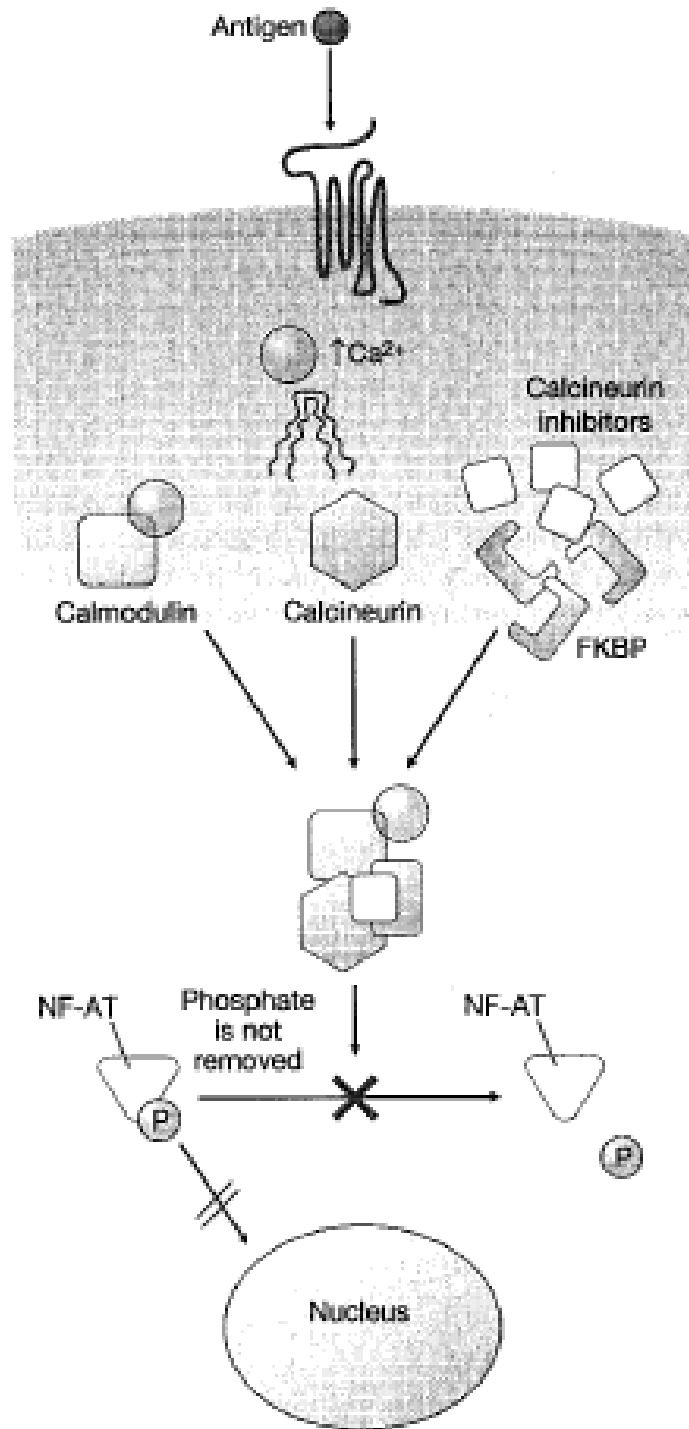 Antigen
↑Ca²⁺
Calcineurin
inhibitors
Calmodulin
Calcineurin
FKBP
NF-AT
Phosphate
is not
removed
NF-AT
P
P
Nucleus